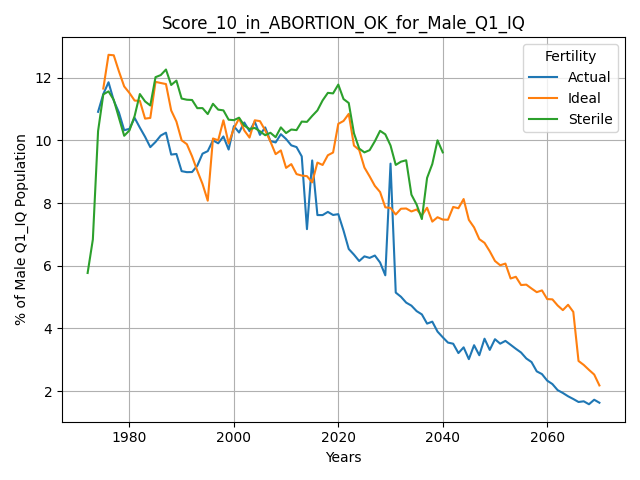 Score_10_in_ABORTION_OK_for_Male_Q1_IQ
Fertility
Actual
Ideal
Sterile
% of Male Q1_IQ Population
12
10
8
6
4
2
1980
2000
2020
2040
2060
Years